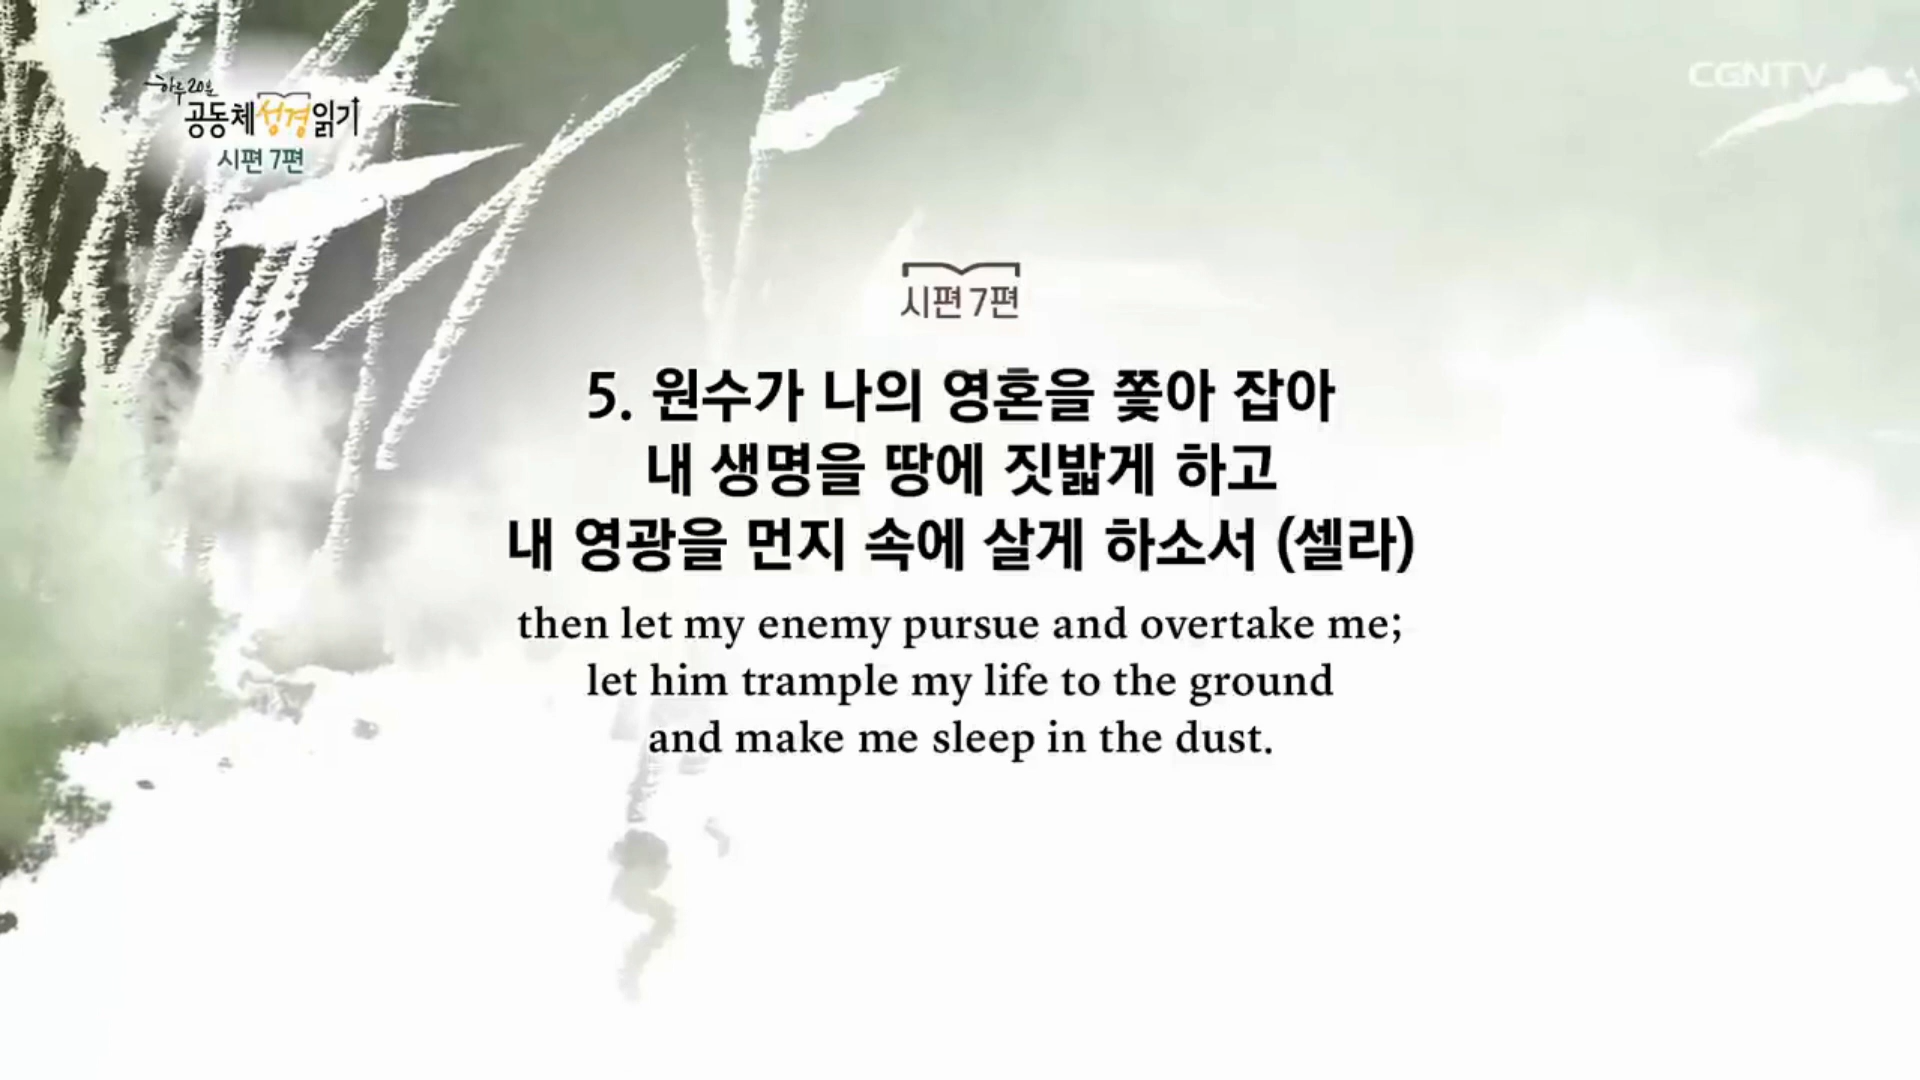 하루 20분
공동체성경읽기
시편 7편
CGNTV
시편 7편
5. 원수가 나의 영혼을 쫓아 잡아
내 생명을 땅에 짓밟게 하고
내 영광을 먼지 속에 살게 하소서 (셀라)
then let my enemy pursue and overtake me;
let him trample my life to the ground
and make me sleep in the dust.